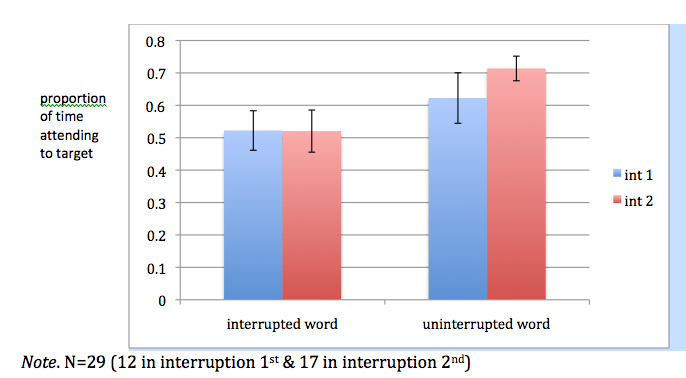 0.8
0.7
0.6
0.5
0.4
0.3
0.2
0.1
0
proportion
of time
attending
to target
interrupted word
uninterrupted word
int 1
int 2
Note. N=29 (12 in interruption 1st & 17 in interruption 2nd)